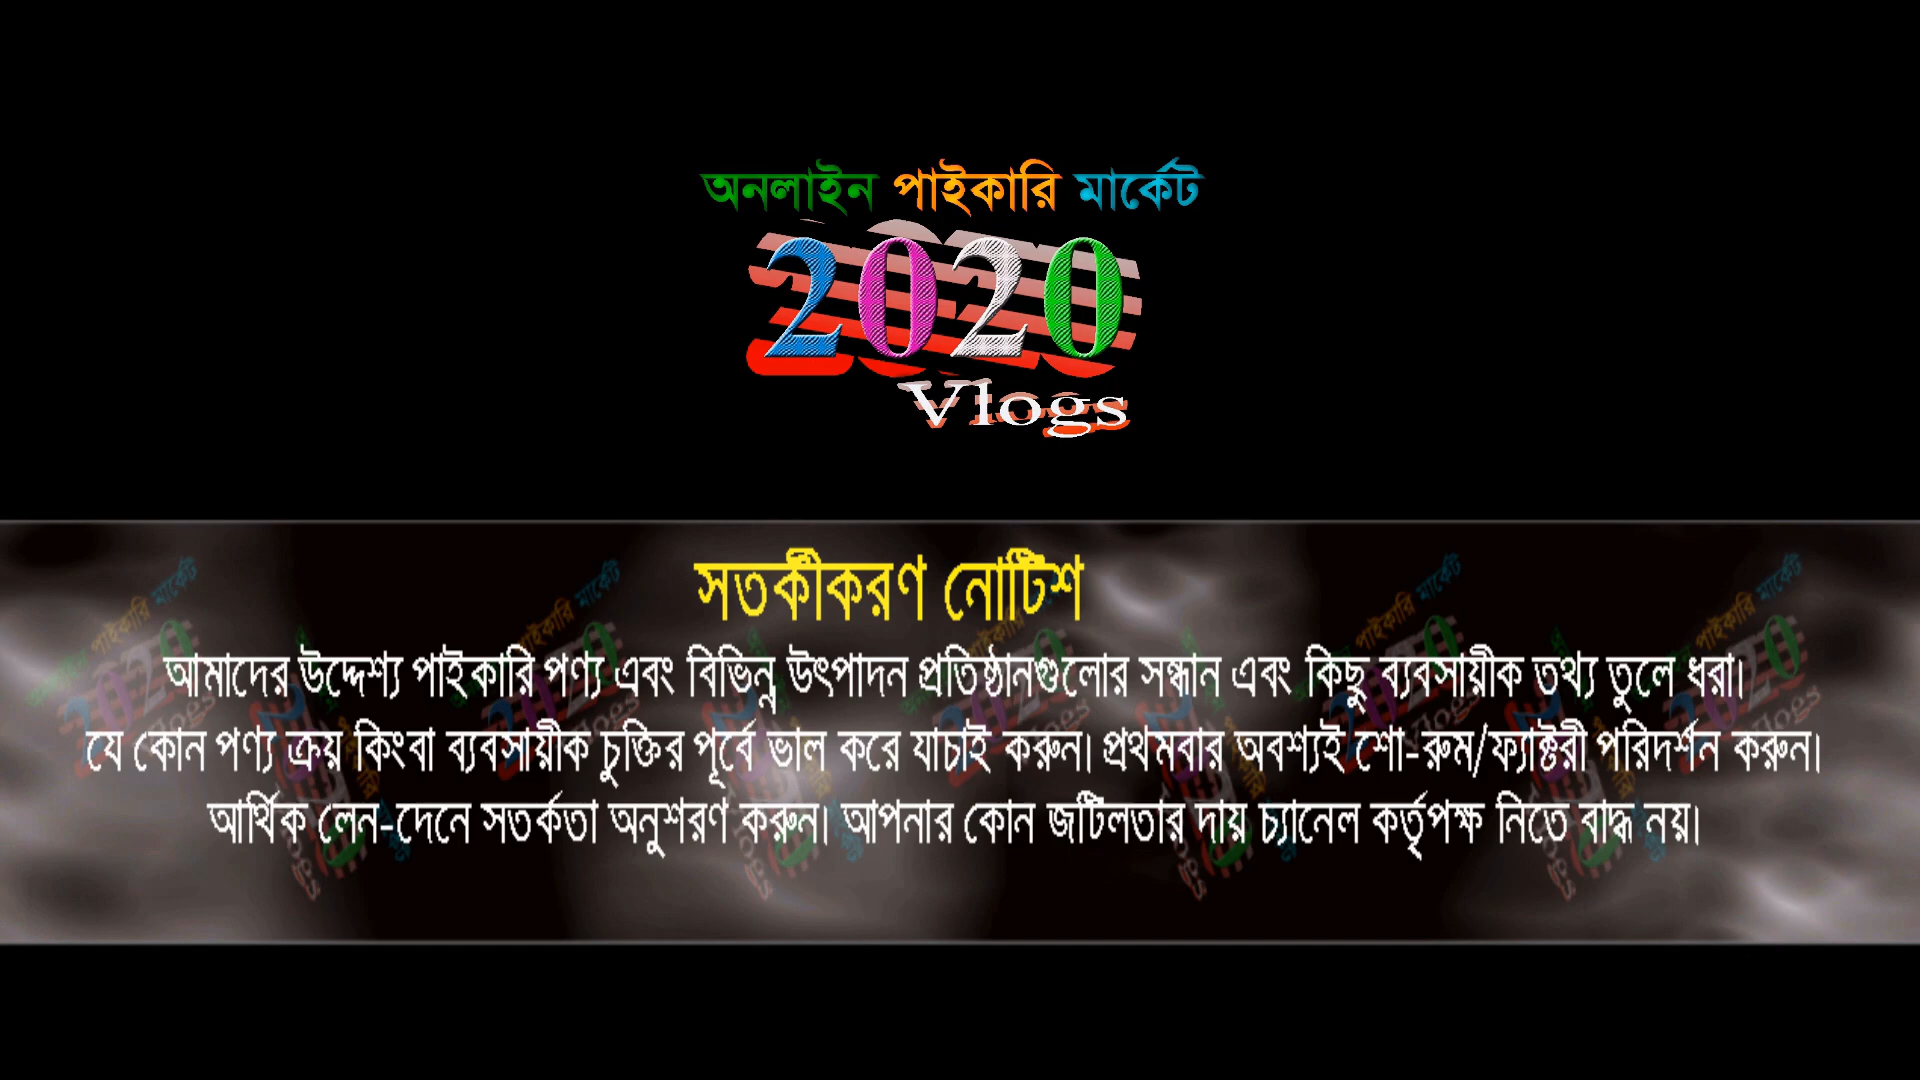 অনলাইন পাইকারি মার্কেট
2020
Vlogs
সতর্কীকরণ নোটিশ
আমাদের উদ্দেশ্য পাইকারি পণ্য এবং বিভিন্ন উৎপাদন প্রতিষ্ঠানগুলোর সন্ধান এবং কিছু ব্যবসায়ীক তথ্য তুলে ধরা।
যে কোন পণ্য ক্রয় কিংবা ব্যবসায়ীক চুক্তির পূর্বে ভাল করে যাচাই করুন। প্রথমবার অবশ্যই শো-রুম/ফ্যাক্টরী পরিদর্শন করুন।
আর্থিক লেন-দেনে সতর্কতা অনুশরণ করুন। আপনার কোন জটিলতার দায় চ্যানেল কর্তৃপক্ষ নিতে বাদ্ধ নয়।